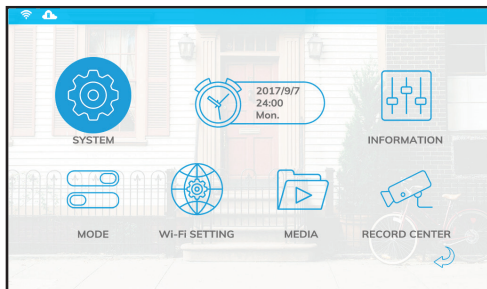 2017/9/7
24:00
Mon.
SYSTEM
INFORMATION
MODE
Wi-Fi SETTING
MEDIA
RECORD CENTER